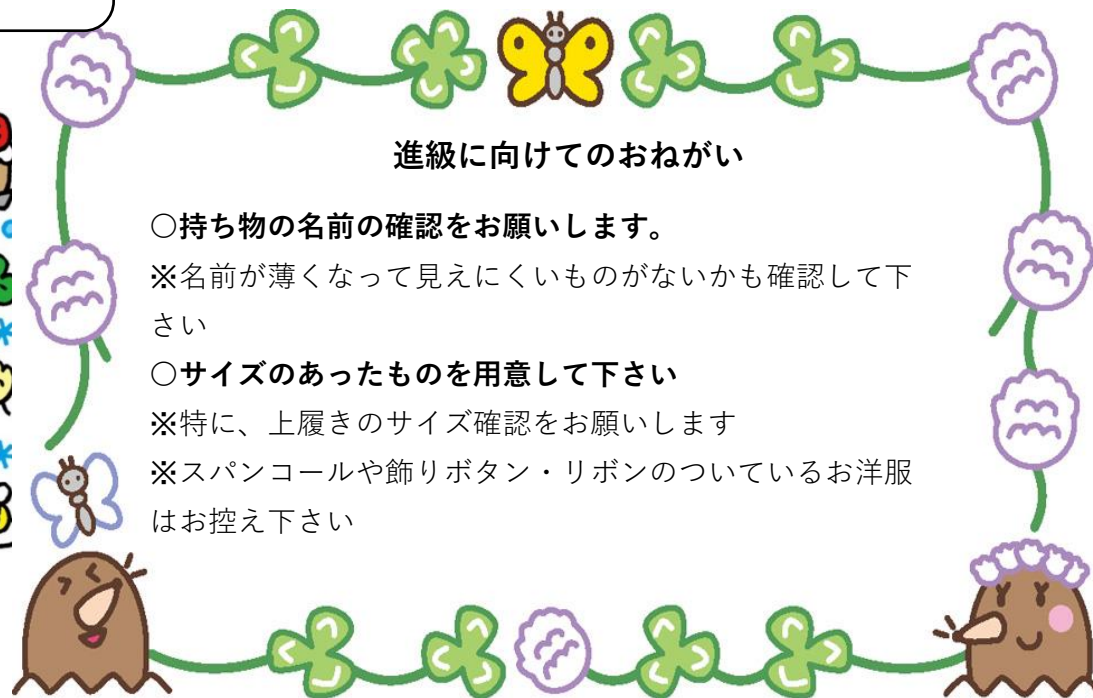 進級に向けてのおねがい
○持ち物の名前の確認をお願いします。
※名前が薄くなって見えにくいものがないかも確認して下
さい
○サイズのあったものを用意して下さい
※特に、上履きのサイズ確認をお願いします
※スパンコールや飾りボタン・リボンのついているお洋服
はお控え下さい